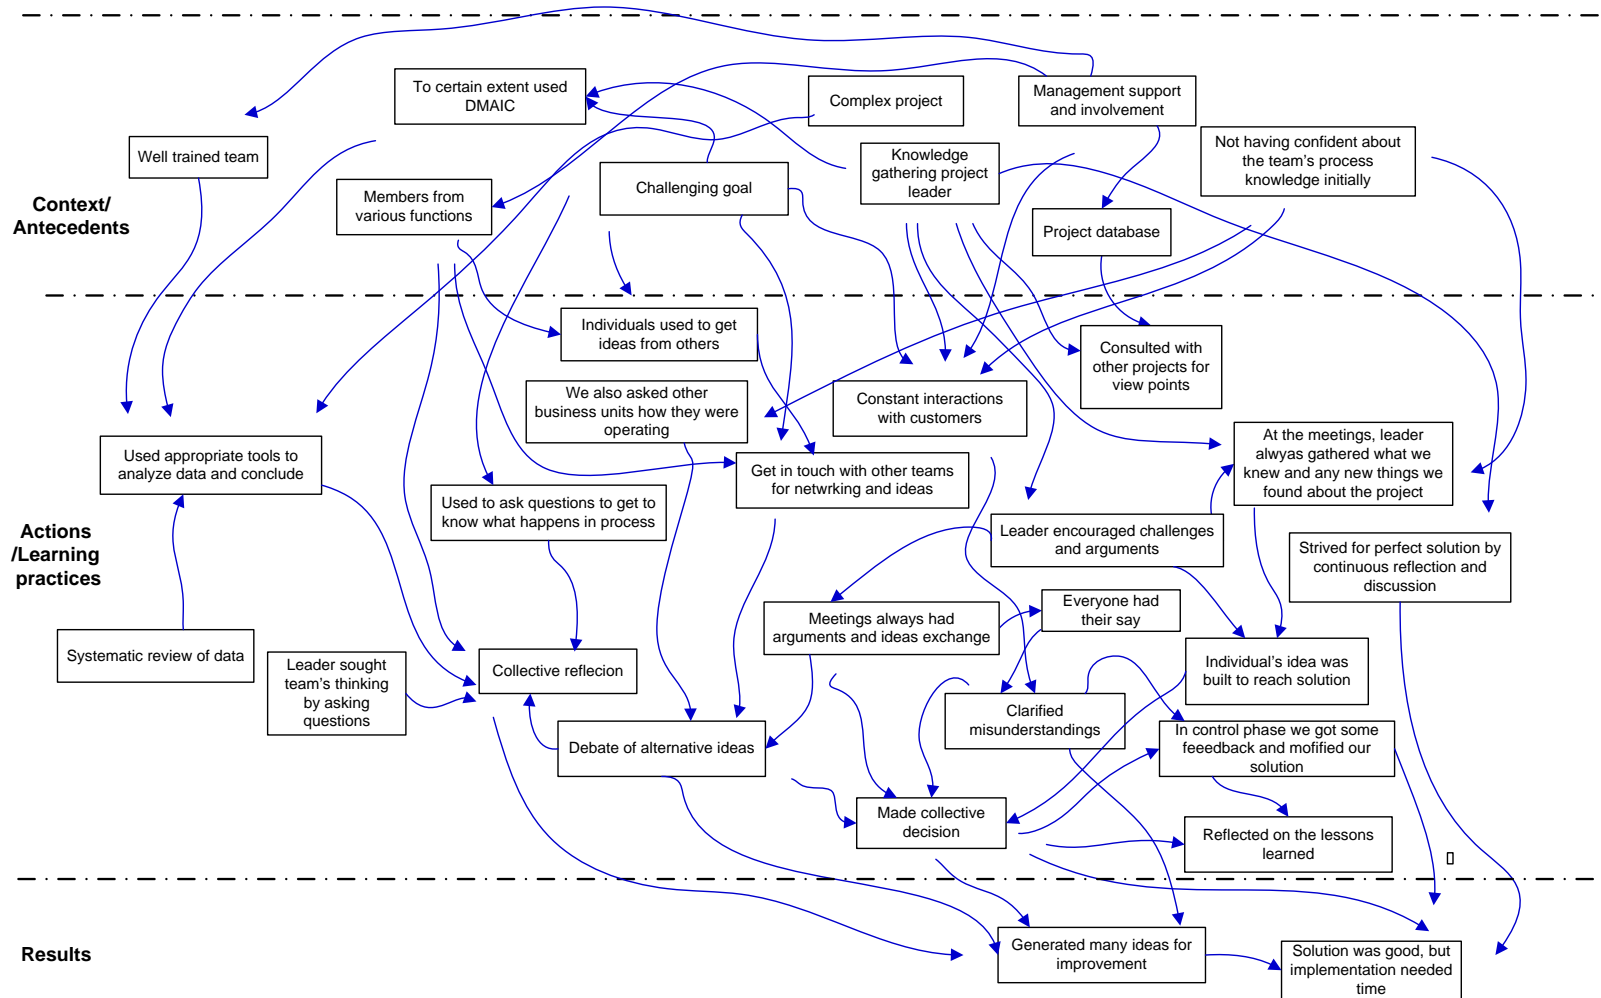 To certain extent used
DMAIC
Complex project
Management support
and involvement
Well trained team
Knowledge
gathering project
leader
Not having confident about
the team's process
knowledge initially
Members from
various functions
Challenging goal
Project database
Context/
Antecedents
Individuals used to get
ideas from others
Consulted with
other projects for
view points
We also asked other
business units how they were
operating
Constant interactions
with customers
Used appropriate tools to
analyze data and conclude
Get in touch with other teams
for netwrking and ideas
At the meetings, leader
alwyas gathered what we
knew and any new things we
found about the project
Used to ask questions to get to
know what happens in process
Leader encouraged challenges
and arguments
Strived for perfect solution by
continuous reflection and
discussion
Actions
/Learning
practices
Meetings always had
arguments and ideas exchange
Everyone had
their say
Systematic review of data
Leader sought
team's thinking
by asking
questions
Collective reflecion
Individual's idea was
built to reach solution
Clarified
misunderstandings
Debate of alternative ideas
In control phase we got some
feeedback and mofified our
solution
Made collective
decision
Reflected on the lessons
learned
Results
Generated many ideas for
improvement
Solution was good, but
implementation needed
time